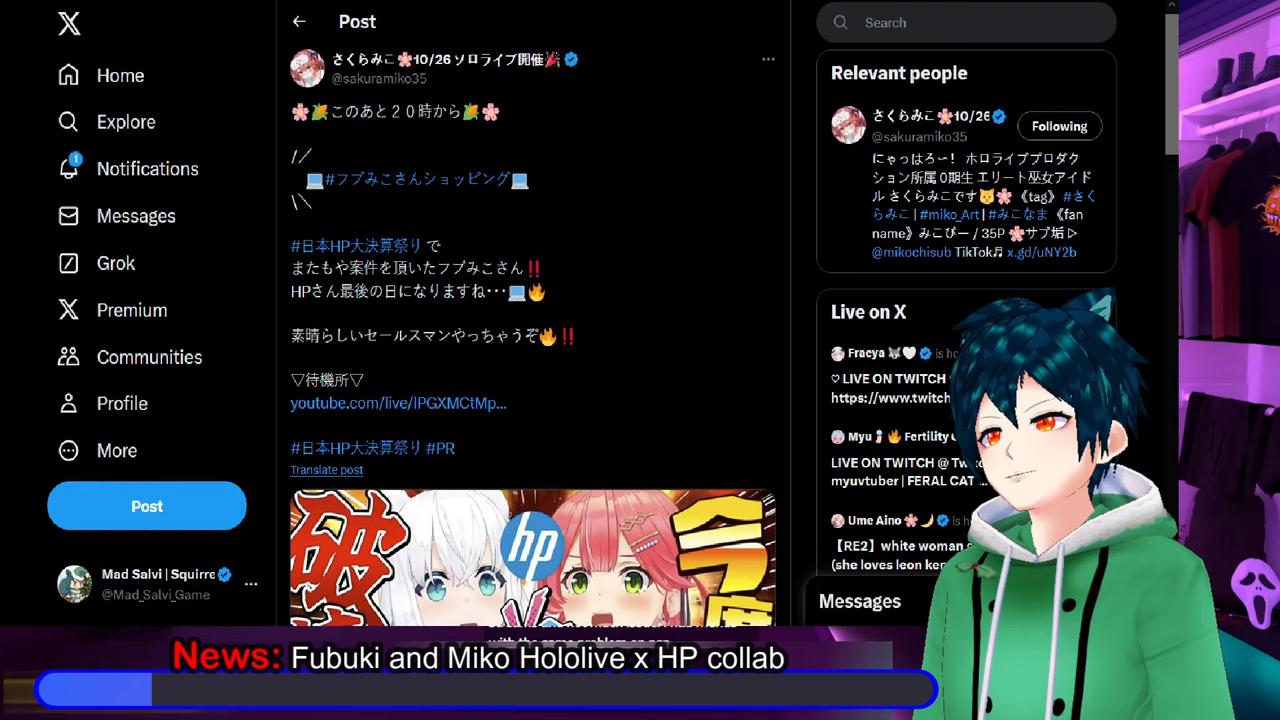 Home
Explore
Notifications
1
Messages
Grok
Premium
Communities
Profile
More
Post
Mad Salvi | Squirre
@Mad_Salvi_Game
Post
さくらみこ🌸10/26 ソロライブ開催🎉
@sakuramiko35
🌸🌽このあと20時から🌽🌸
//
💻#フブみこさんショッピング💻
\\
#日本HP大決算祭り で
またもや案件を頂いたフブみこさん‼️
HPさん最後の日になりますね･･･💻🔥
素晴らしいセールスマンやっちゃうぞ🔥‼️
▽待機所▽
youtube.com/live/lPGXMCtMp...
#日本HP大決算祭り #PR
Translate post
破
hp
今度
Search
Relevant people
さくらみこ🌸10/26
@sakuramiko35
Following
にゃっはろ～！ ホロライブプロダク
ション所属 0期生 エリート巫女アイド
ル さくらみこです😼🌸 《tag》 #さく
らみこ | #miko_Art | #みこなま 《fan
name》みこぴー / 35P 🌸サブ垢 ▷
@mikochisub TikTok♬ x.gd/uNY2b
Live on X
Fraeya is ho
♡ LIVE ON TWITCH
https://www.twitch
Myu Fertility
LIVE ON TWITCH @ Tw
myuvtuber | FERAL CAT ...
Ume Aino is h
【RE2】white woman
(she loves leon ke
Messages
News: Fubuki and Miko Hololive x HP collab